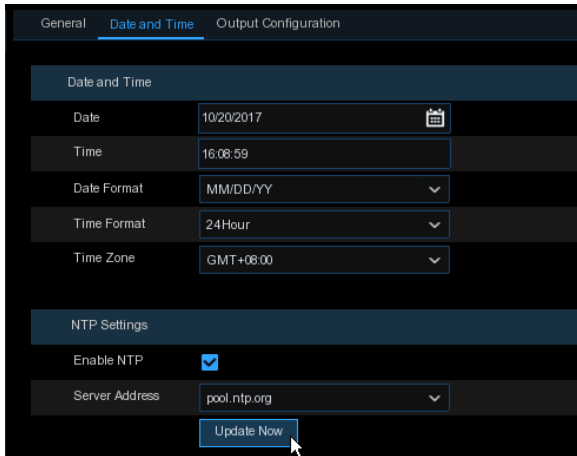 General Date and Time Output Configuration
Date and Time
Date 10/20/2017
Time 16:08:59
Date Format MM/DD/YY
Time Format 24Hour
Time Zone GMT+08:00
NTP Settings
Enable NTP
Server Address pool.ntp.org
Update Now